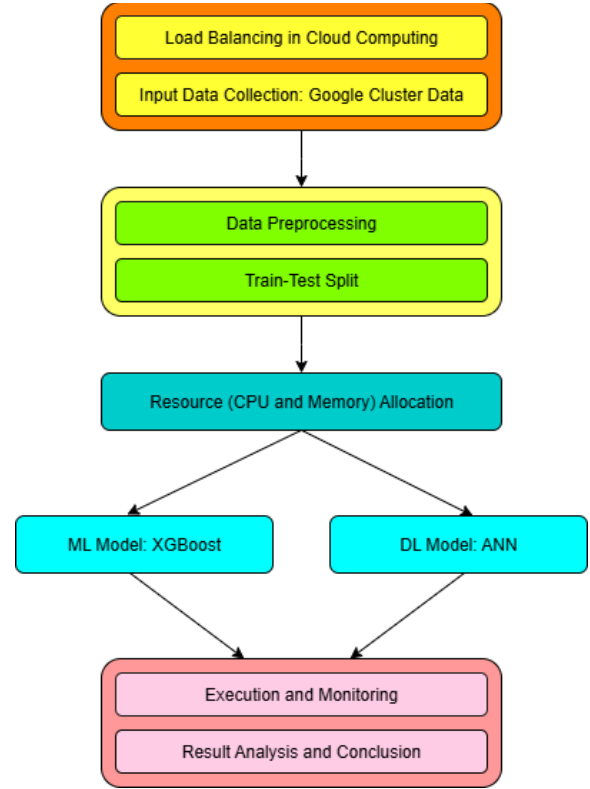 Load Balancing in Cloud Computing
Input Data Collection: Google Cluster Data
Data Preprocessing
Train-Test Split
Resource (CPU and Memory) Allocation
ML Model: XGBoost
DL Model: ANN
Execution and Monitoring
Result Analysis and Conclusion